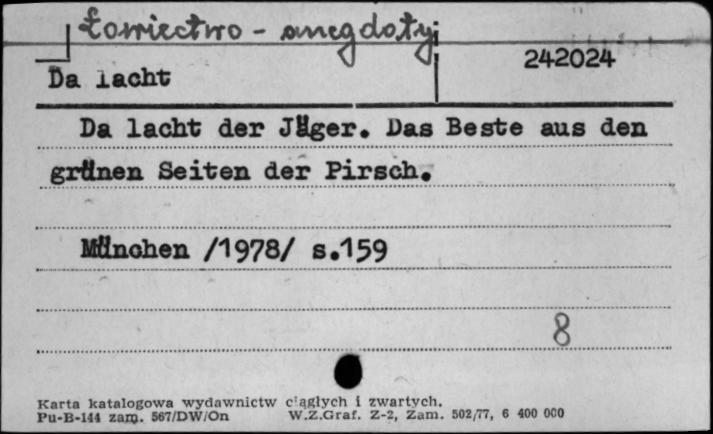 Łowiectwo - anegdoty
242024
Da lacht
Da lacht der Jäger. Das Beste aus den
grünen Seiten der Pirsch.
München /1978/ s.159
8
Karta katalogowa wydawnictw ciągłych i zwartych.
Pu-B-144 zam. 567/DW/On W.Z.Graf. Z-2, Zam. 502/77, 6 400 000